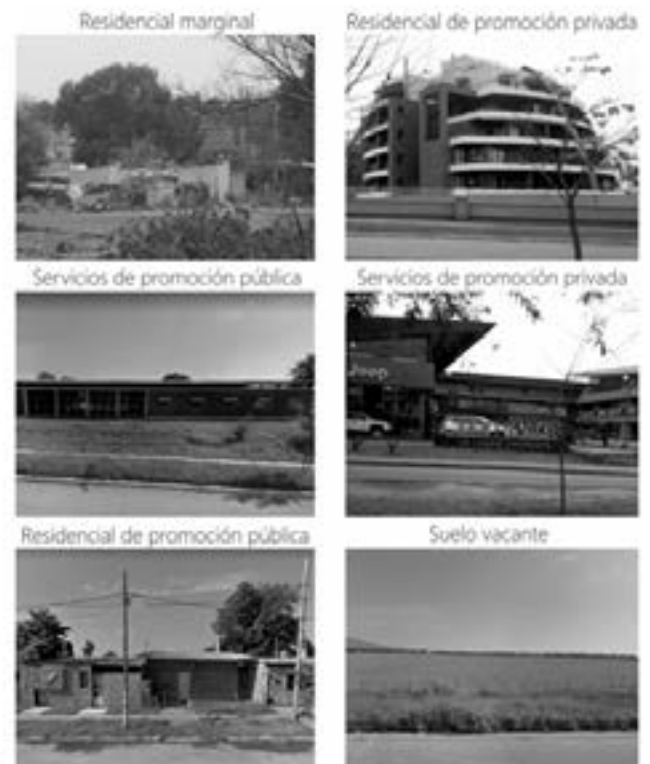 Residencial marginal
Residencial de promoción privada
Servicios de promoción pública
Servicios de promoción privada
Jeep
Residencial de promoción pública
Suelo vacante